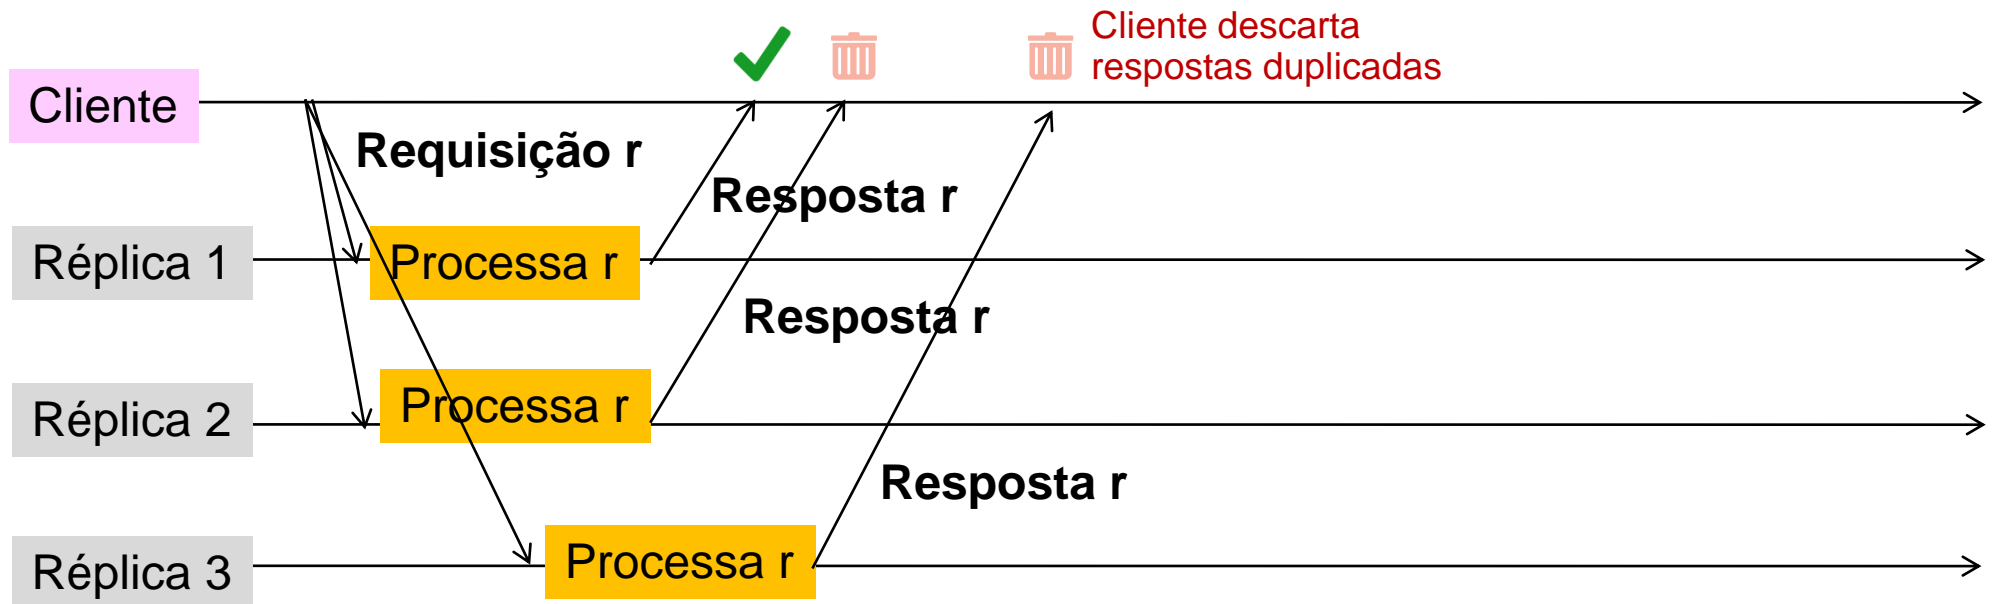 Cliente descarta
respostas duplicadas
Cliente
Requisição r
Resposta r
Réplica 1
Processa r
Resposta r
Réplica 2
Processa r
Resposta r
Réplica 3
Processa r